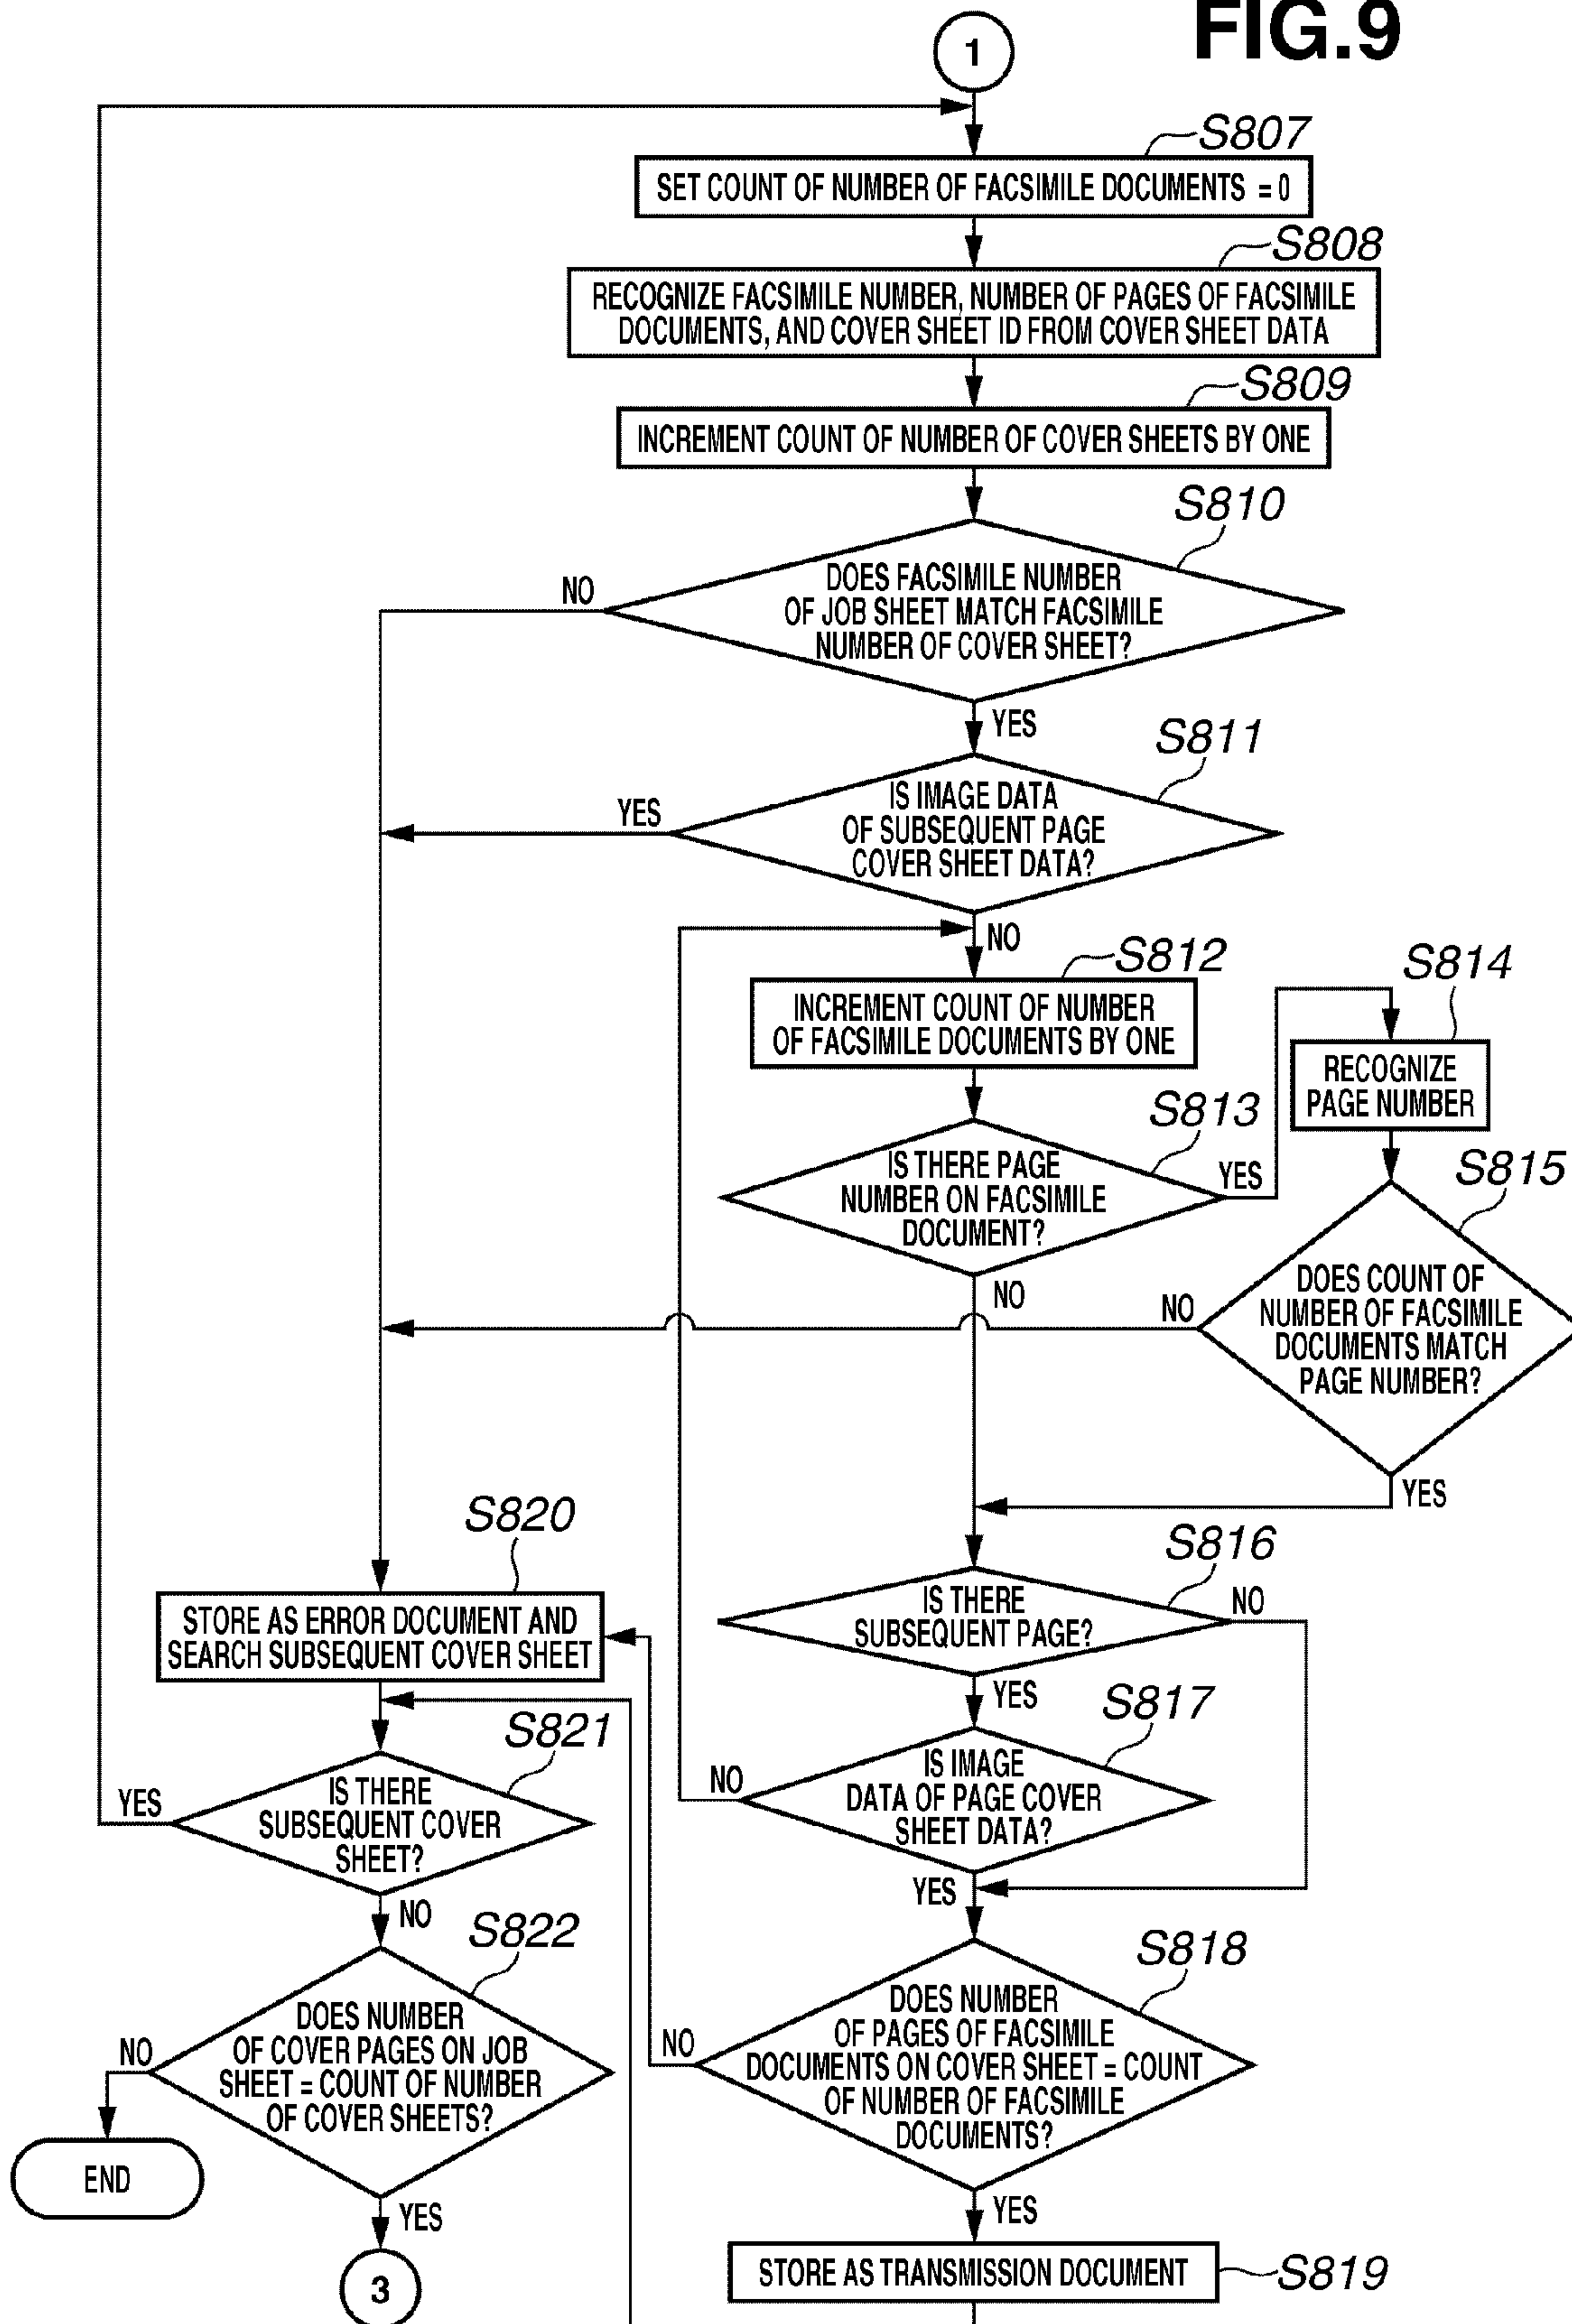 FIG.9
1
S807
SET COUNT OF NUMBER OF FACSIMILE DOCUMENTS = 0
S808
RECOGNIZE FACSIMILE NUMBER, NUMBER OF PAGES OF FACSIMILE
DOCUMENTS, AND COVER SHEET ID FROM COVER SHEET DATA
S809
INCREMENT COUNT OF NUMBER OF COVER SHEETS BY ONE
S810
DOES FACSIMILE NUMBER
OF JOB SHEET MATCH FACSIMILE
NUMBER OF COVER SHEET?
NO
YES
S811
IS IMAGE DATA
OF SUBSEQUENT PAGE
COVER SHEET DATA?
YES
NO
S812
INCREMENT COUNT OF NUMBER
OF FACSIMILE DOCUMENTS BY ONE
S813
IS THERE PAGE
NUMBER ON FACSIMILE
DOCUMENT?
YES
NO
S814
RECOGNIZE
PAGE NUMBER
S815
DOES COUNT OF
NUMBER OF FACSIMILE
DOCUMENTS MATCH
PAGE NUMBER?
NO
YES
S816
IS THERE
SUBSEQUENT PAGE?
NO
YES
S817
IS IMAGE
DATA OF PAGE COVER
SHEET DATA?
NO
YES
S818
DOES NUMBER
OF PAGES OF FACSIMILE
DOCUMENTS ON COVER SHEET = COUNT
OF NUMBER OF FACSIMILE
DOCUMENTS?
NO
YES
STORE AS TRANSMISSION DOCUMENT
S819
S820
STORE AS ERROR DOCUMENT AND
SEARCH SUBSEQUENT COVER SHEET
S821
IS THERE
SUBSEQUENT COVER
SHEET?
YES
NO
S822
DOES NUMBER
OF COVER PAGES ON JOB
SHEET = COUNT OF NUMBER
OF COVER SHEETS?
NO
END
YES
3